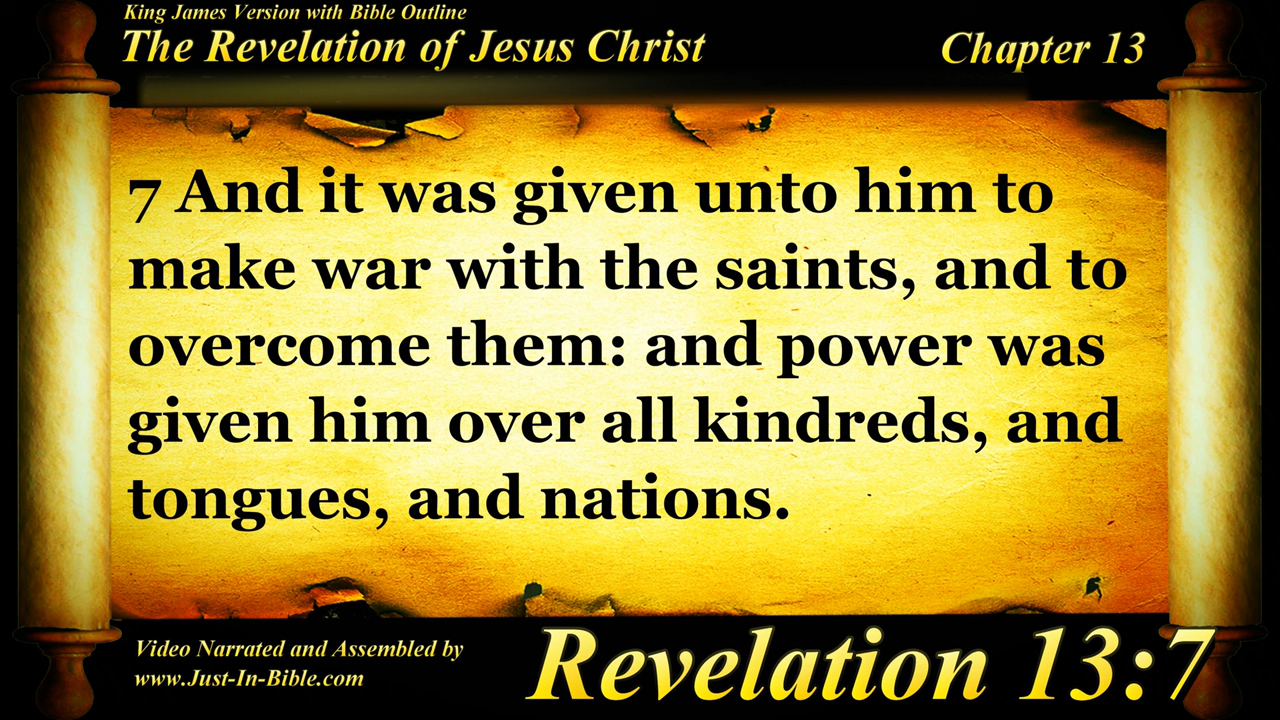 King James Version with Bible Outline
The Revelation of Jesus Christ
Chapter 13
7 And it was given unto him to
make war with the saints, and to
overcome them: and power was
given him over all kindreds, and
tongues, and nations.
Video Narrated and Assembled by
www.Just-In-Bible.com
Revelation 13:7